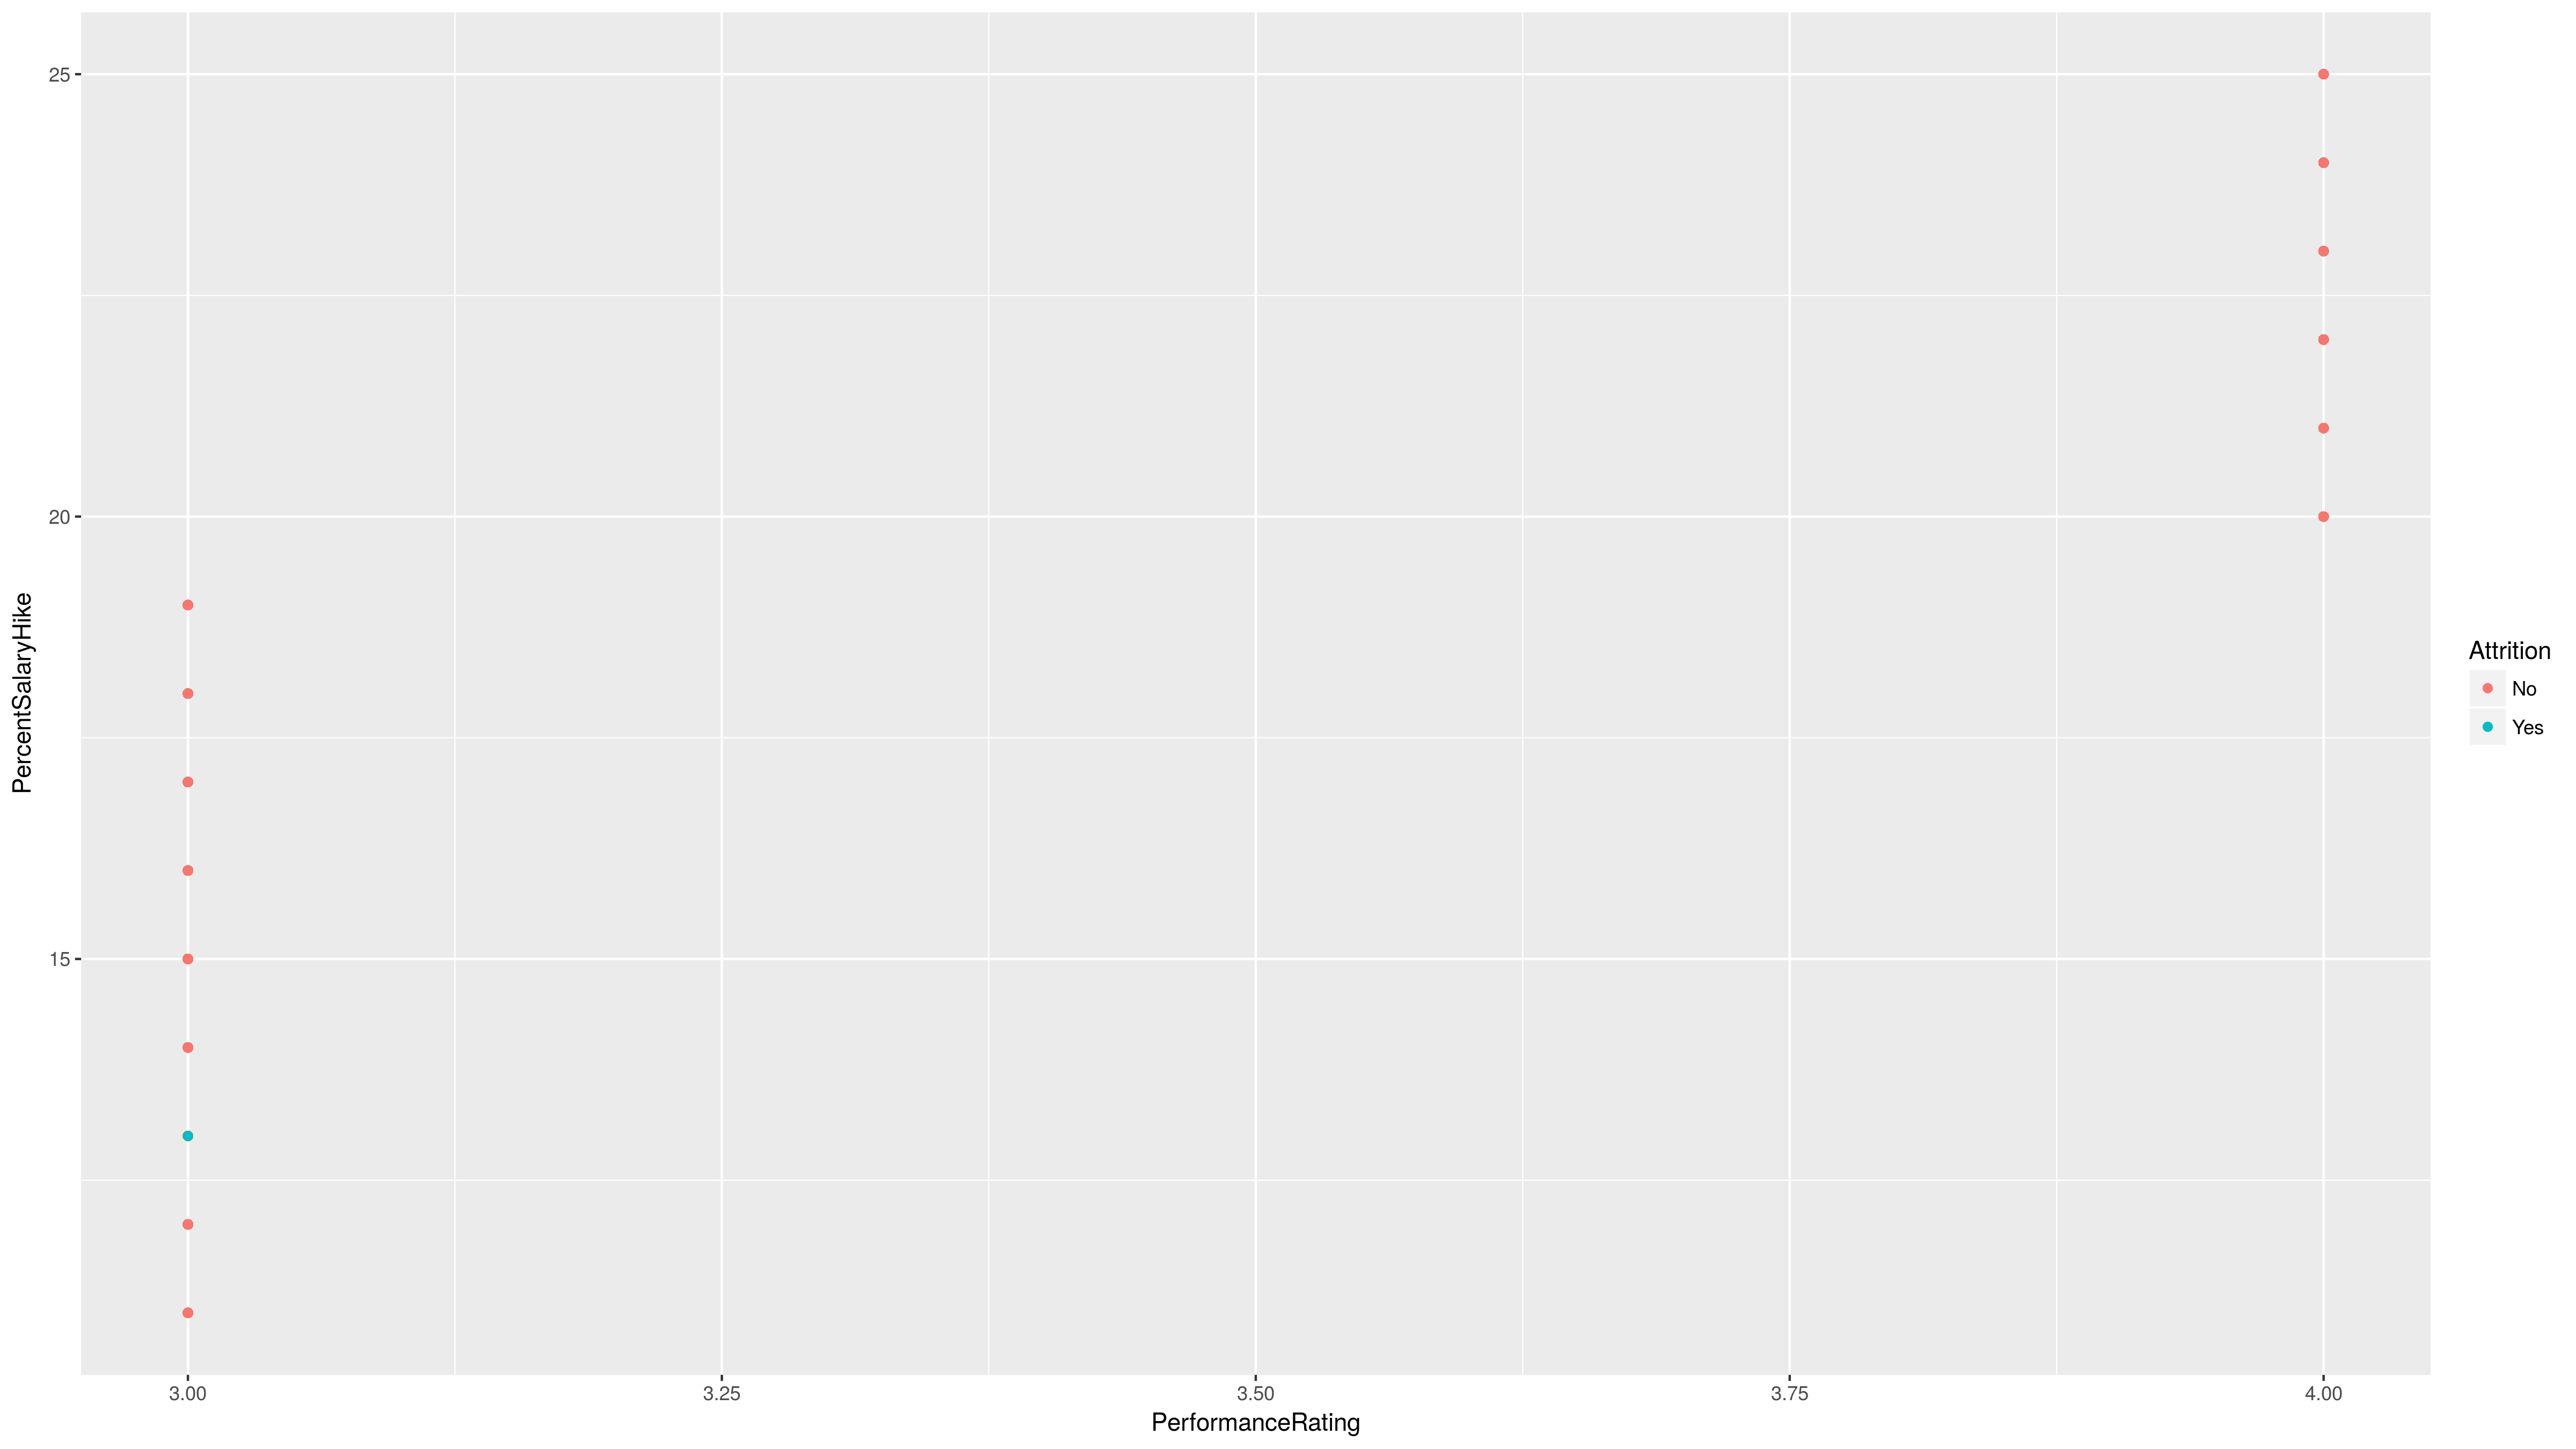 25
20
15
PercentSalaryHike
3.00
3.25
3.50
3.75
4.00
PerformanceRating
Attrition
No
Yes